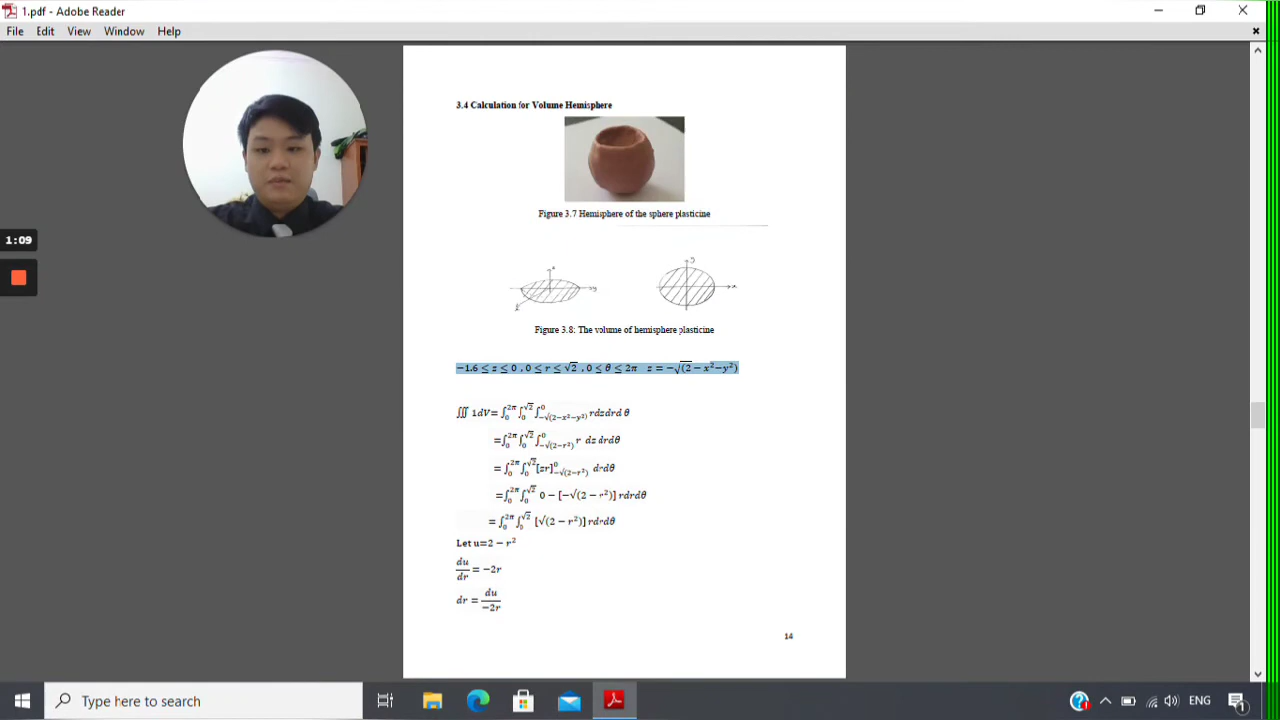 1.pdf - Adobe Reader
File Edit View Window Help
3.4 Calculation for Volume Hemisphere
Figure 3.7 Hemisphere of the sphere plasticine
Figure 3.8: The volume of hemisphere plasticine
−1.6 ≤ z ≤ 0 , 0 ≤ r ≤ √2 , 0 ≤ θ ≤ 2π z = −√(2 − x²−y²)
∭ 1dV= ∫₀^2π ∫₀^√2 ∫_−√(2−x²−y²)^0 rdzdrd θ
=∫₀^2π ∫₀^√2 ∫_−√(2−r²)^0 r dz drdθ
= ∫₀^2π ∫₀^√2 [zr]_−√(2−r²)^0 drdθ
=∫₀^2π ∫₀^√2 0 − [−√(2 − r²)] rdrdθ
= ∫₀^2π ∫₀^√2 [√(2 − r²)] rdrdθ
Let u=2 − r²
du/dr = −2r
dr = du/−2r
14
1:09
Type here to search
ENG